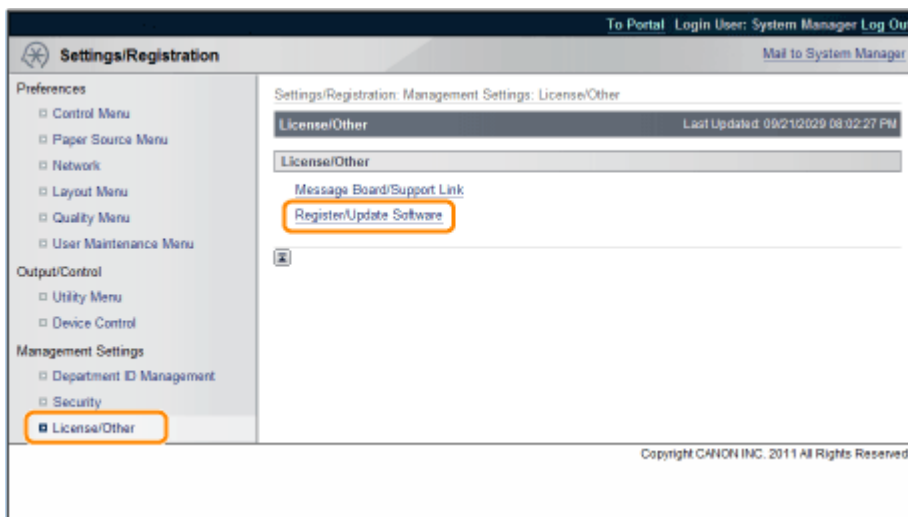 To Portal Login User: System Manager Log Ou
Settings/Registration
Mail to System Manager
Preferences
Control Menu
Paper Source Menu
Network
Layout Menu
Quality Menu
User Maintenance Menu
Output/Control
Utility Menu
Device Control
Management Settings
Department ID Management
Security
License/Other
Settings/Registration: Management Settings: License/Other
License/Other Last Updated: 09/21/2029 08:02:27 PM
License/Other
Message Board/Support Link
Register/Update Software
Copyright CANON INC. 2011 All Rights Reserved